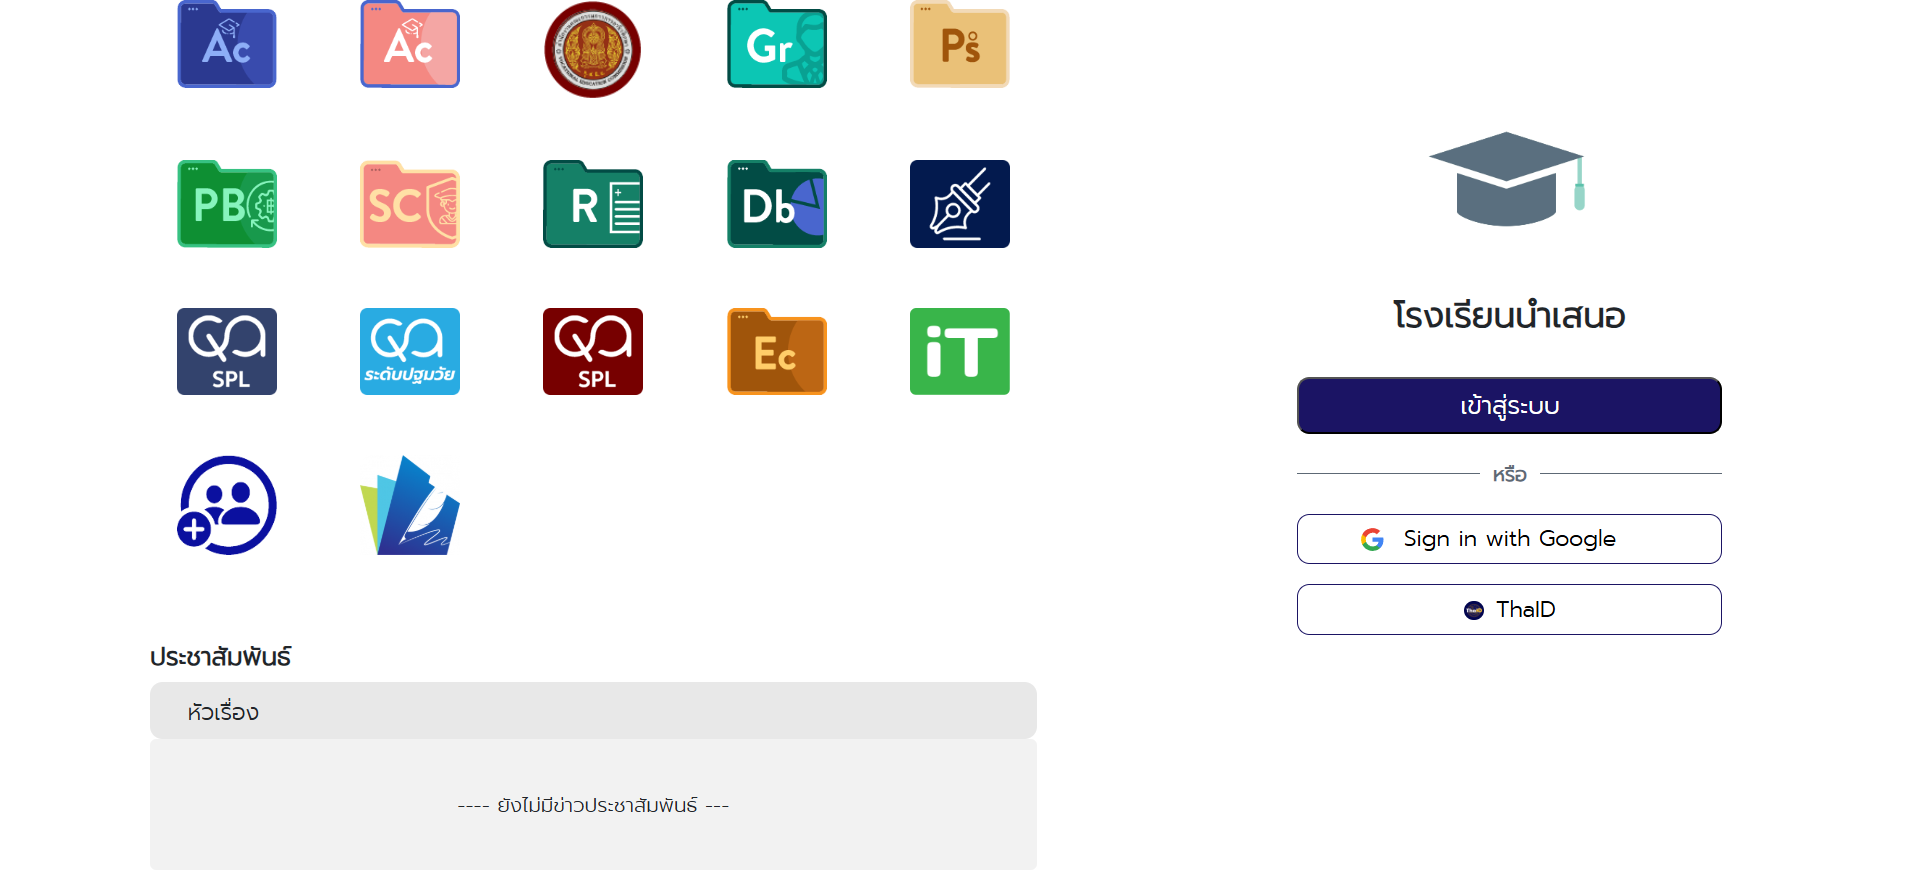 Ac
Ac
Gr
Ps
PB
SC
R
Db
QA
SPL
QA
ระดับปฐมวัย
QA
SPL
Ec
iT
โรงเรียนนำเสนอ
เข้าสู่ระบบ
หรือ
Sign in with Google
ThaID
ประชาสัมพันธ์
หัวเรื่อง
---- ยังไม่มีข่าวประชาสัมพันธ์ ---